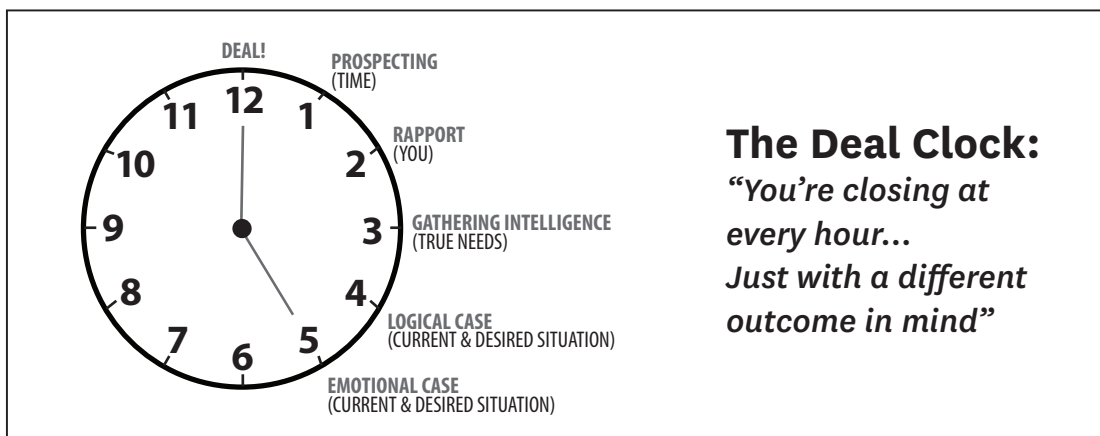 DEAL!
PROSPECTING
(TIME)
RAPPORT
(YOU)
GATHERING INTELLIGENCE
(TRUE NEEDS)
LOGICAL CASE
(CURRENT & DESIRED SITUATION)
EMOTIONAL CASE
(CURRENT & DESIRED SITUATION)
12
1
2
3
4
5
6
7
8
9
10
11
The Deal Clock:
“You’re closing at
every hour...
Just with a different
outcome in mind”